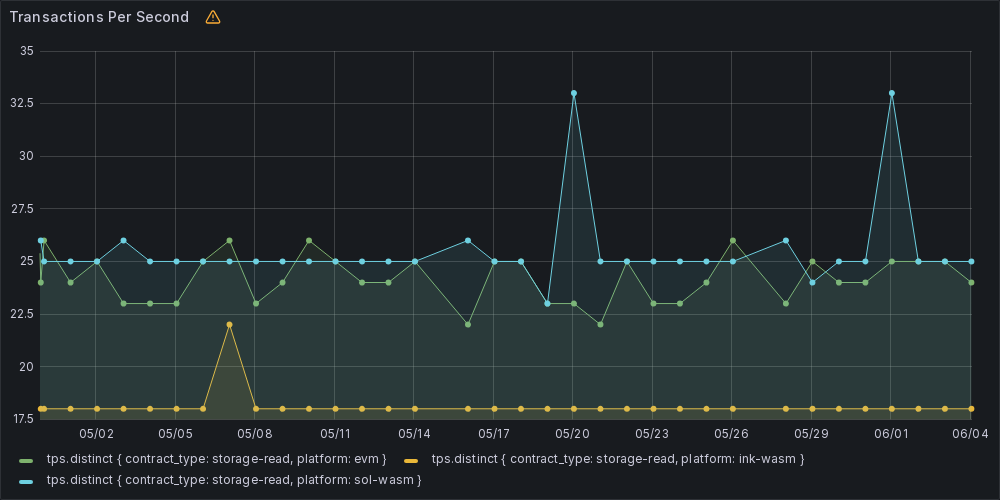 Transactions Per Second
35
32.5
30
27.5
25
22.5
20
17.5
05/02 05/05 05/08 05/11 05/14 05/17 05/20 05/23 05/26 05/29 06/01 06/04
tps.distinct { contract_type: storage-read, platform: evm } tps.distinct { contract_type: storage-read, platform: ink-wasm }
tps.distinct { contract_type: storage-read, platform: sol-wasm }